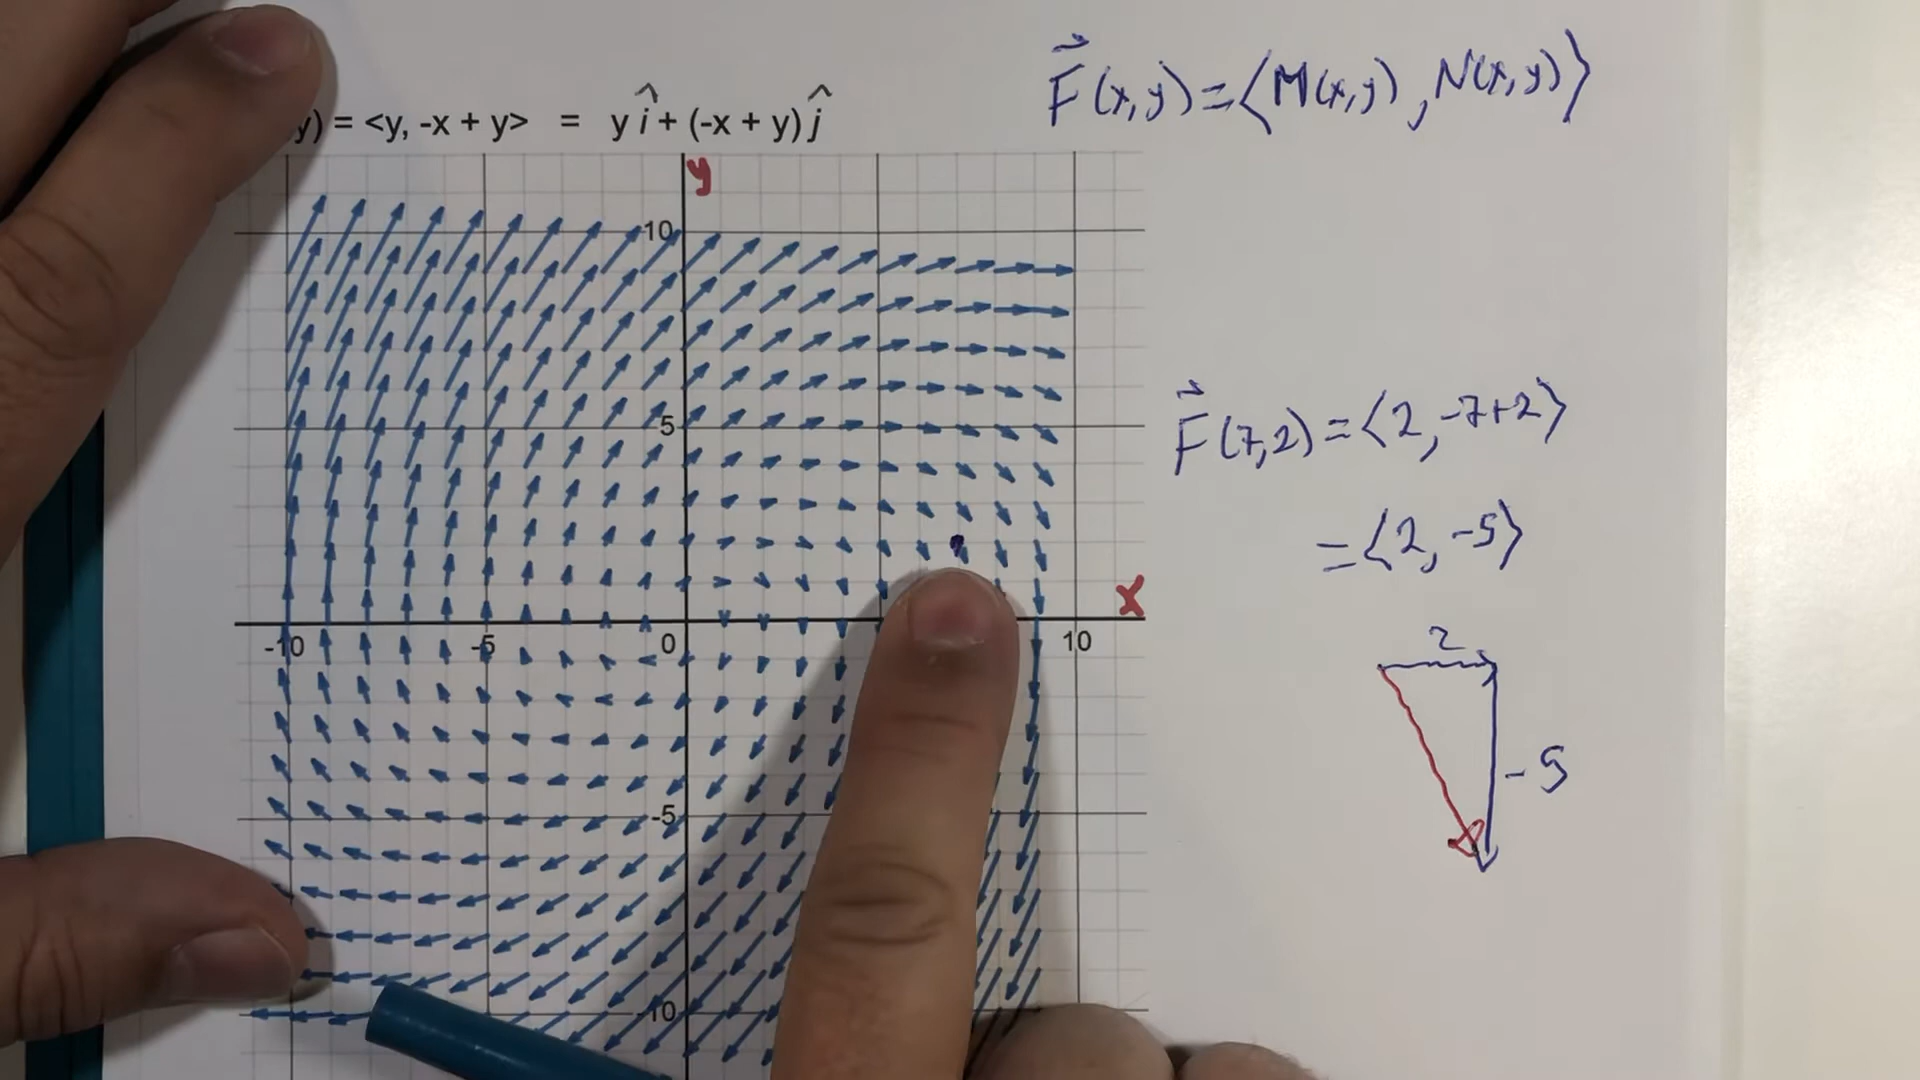 y) = <y, -x + y> = y î + (-x + y) ĵ
F⃗(x,y) = ⟨M(x,y), N(x,y)⟩
y
10
5
-10 -5 0 10
x
-5
-10
F⃗(7,2) = ⟨2, -7+2⟩
= ⟨2, -5⟩
2
-5